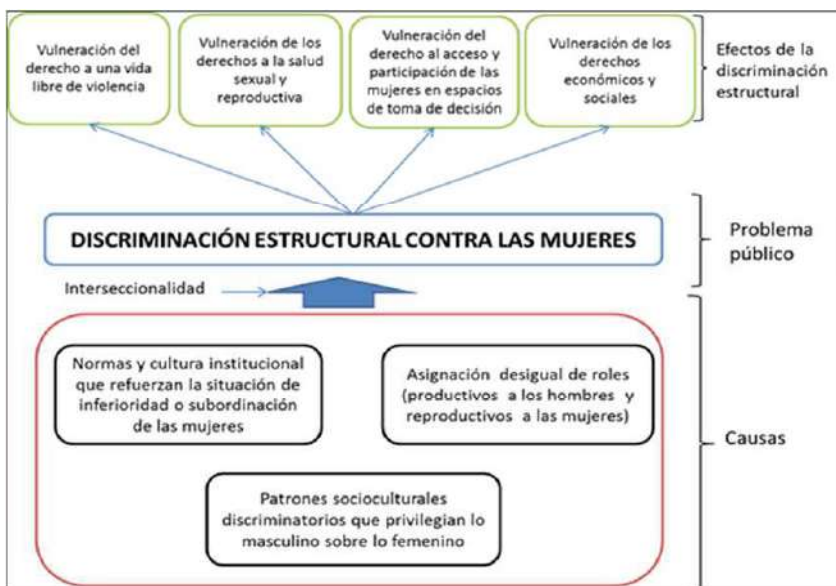 Vulneración del
derecho a una vida
libre de violencia
Vulneración de los
derechos a la salud
sexual y
reproductiva
Vulneración del
derecho al acceso y
participación de las
mujeres en espacios
de toma de decisión
Vulneración de los
derechos
económicos y
sociales
Efectos de la
discriminación
estructural
DISCRIMINACIÓN ESTRUCTURAL CONTRA LAS MUJERES
Problema
público
Interseccionalidad
Normas y cultura institucional
que refuerzan la situación de
inferioridad o subordinación
de las mujeres
Asignación desigual de roles
(productivos a los hombres y
reproductivos a las mujeres)
Patrones socioculturales
discriminatorios que privilegian lo
masculino sobre lo femenino
Causas